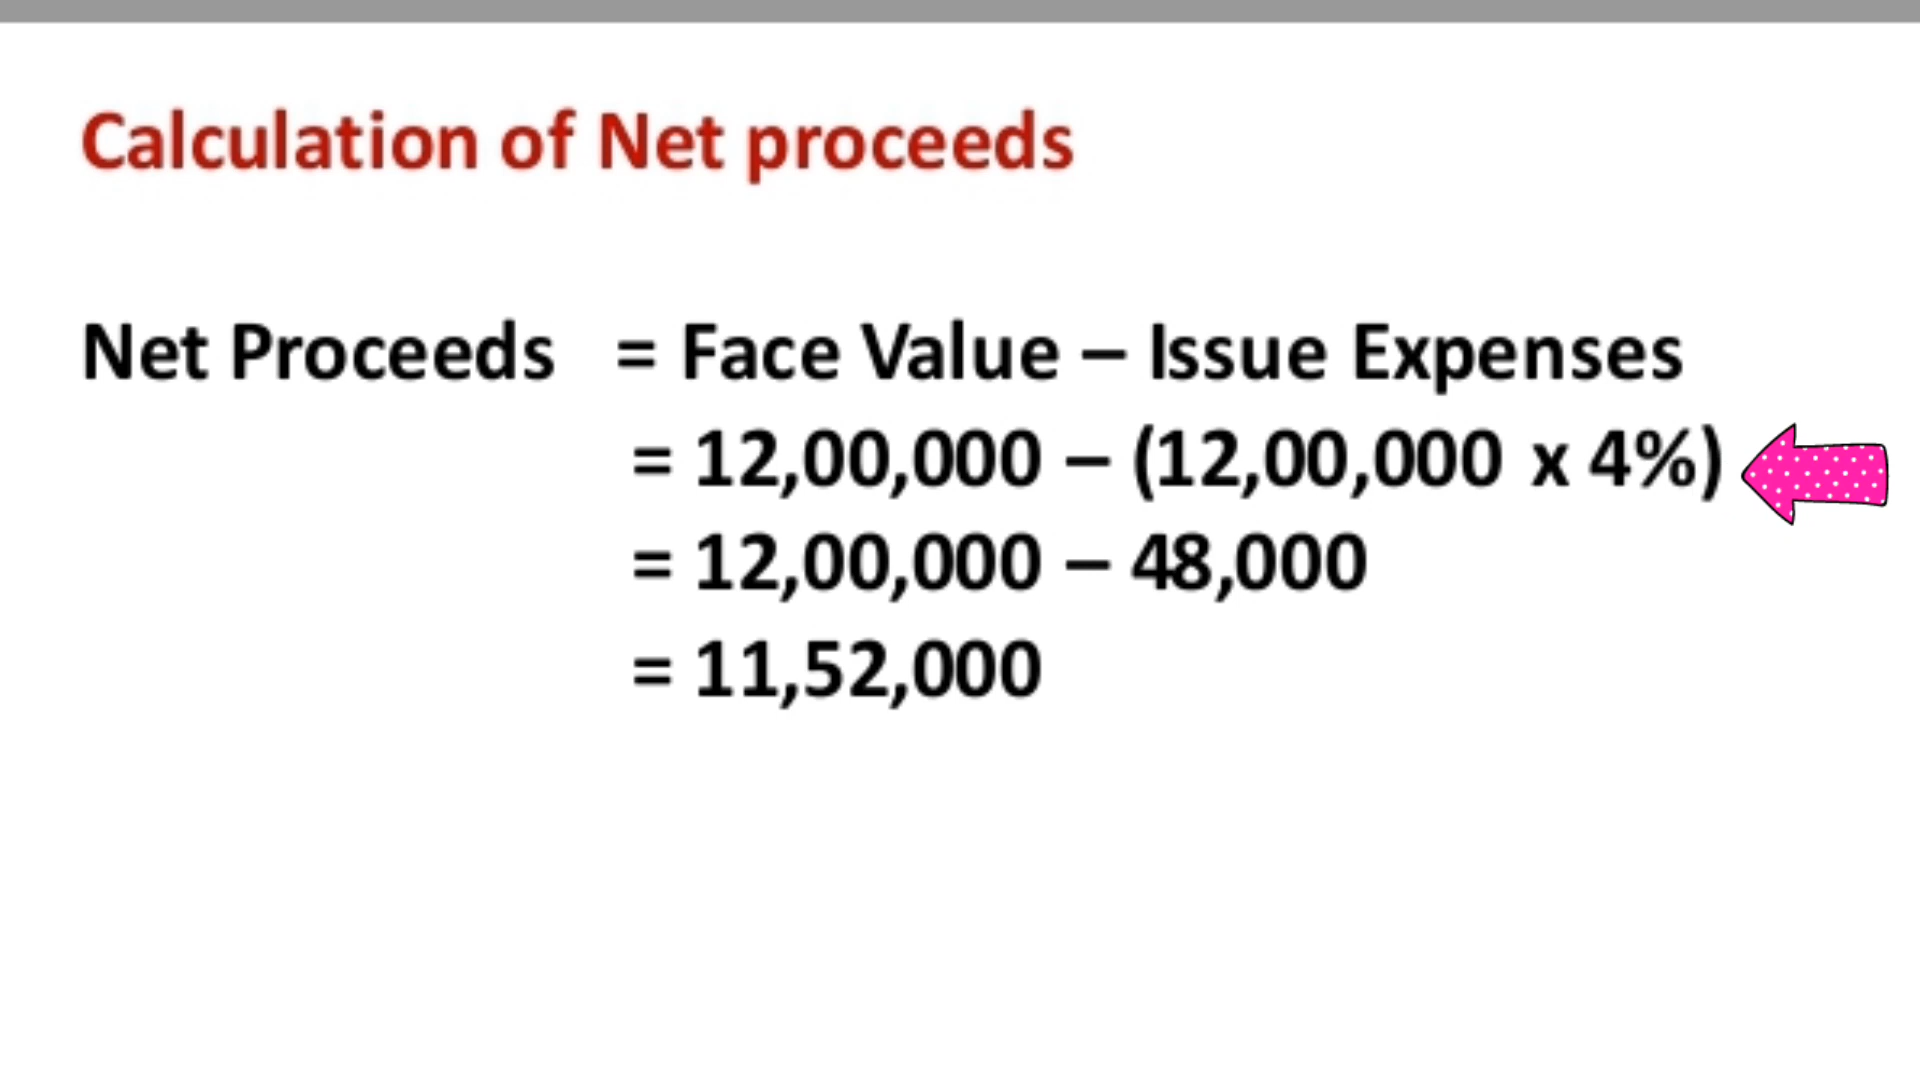 Calculation of Net proceeds
Net Proceeds = Face Value – Issue Expenses
= 12,00,000 – (12,00,000 x 4%)
= 12,00,000 – 48,000
= 11,52,000